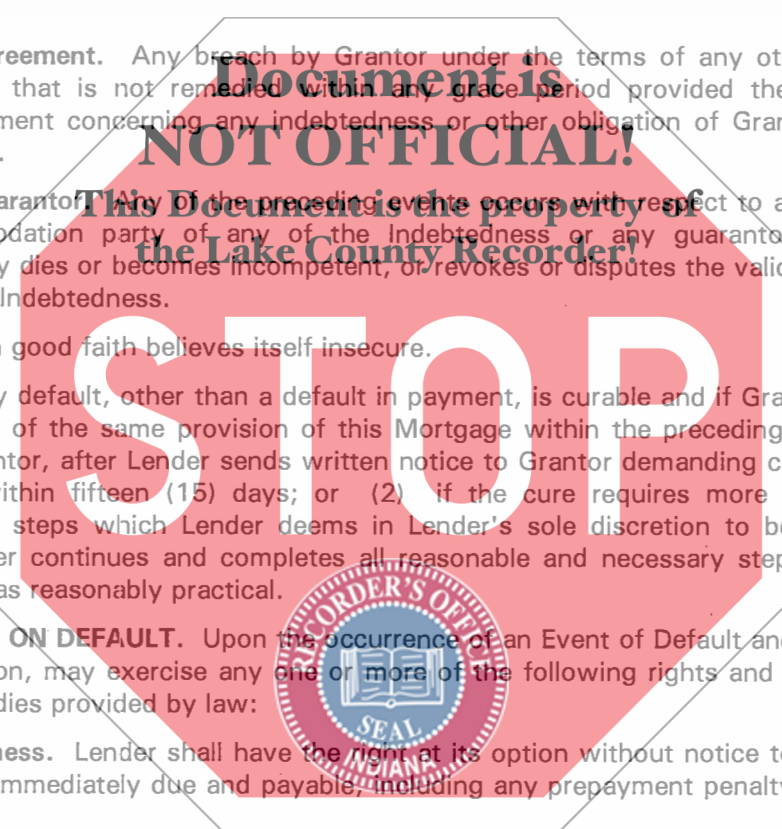 reement. Any breach by Grantor under the terms of any ot
that is not remedied within any grace period provided the
ment concerning any indebtedness or other obligation of Gran
.
arantor. Any of the preceding events occurs with respect to a
odation party of any of the Indebtedness or any guaranto
y dies or becomes incompetent, or revokes or disputes the valid
Indebtedness.
n good faith believes itself insecure.
y default, other than a default in payment, is curable and if Gra
of the same provision of this Mortgage within the preceding
ntor, after Lender sends written notice to Grantor demanding c
vithin fifteen (15) days; or (2) if the cure requires more
steps which Lender deems in Lender's sole discretion to be
er continues and completes all reasonable and necessary step
as reasonably practical.
ON DEFAULT. Upon the occurrence of an Event of Default and
on, may exercise any one or more of the following rights and
dies provided by law:
ness. Lender shall have the right at its option without notice to
mmediately due and payable, including any prepayment penalty
Document is
NOT OFFICIAL!
This Document is the property of
the Lake County Recorder!
STOP
RECORDER'S OFFICE
SEAL
INDIANA